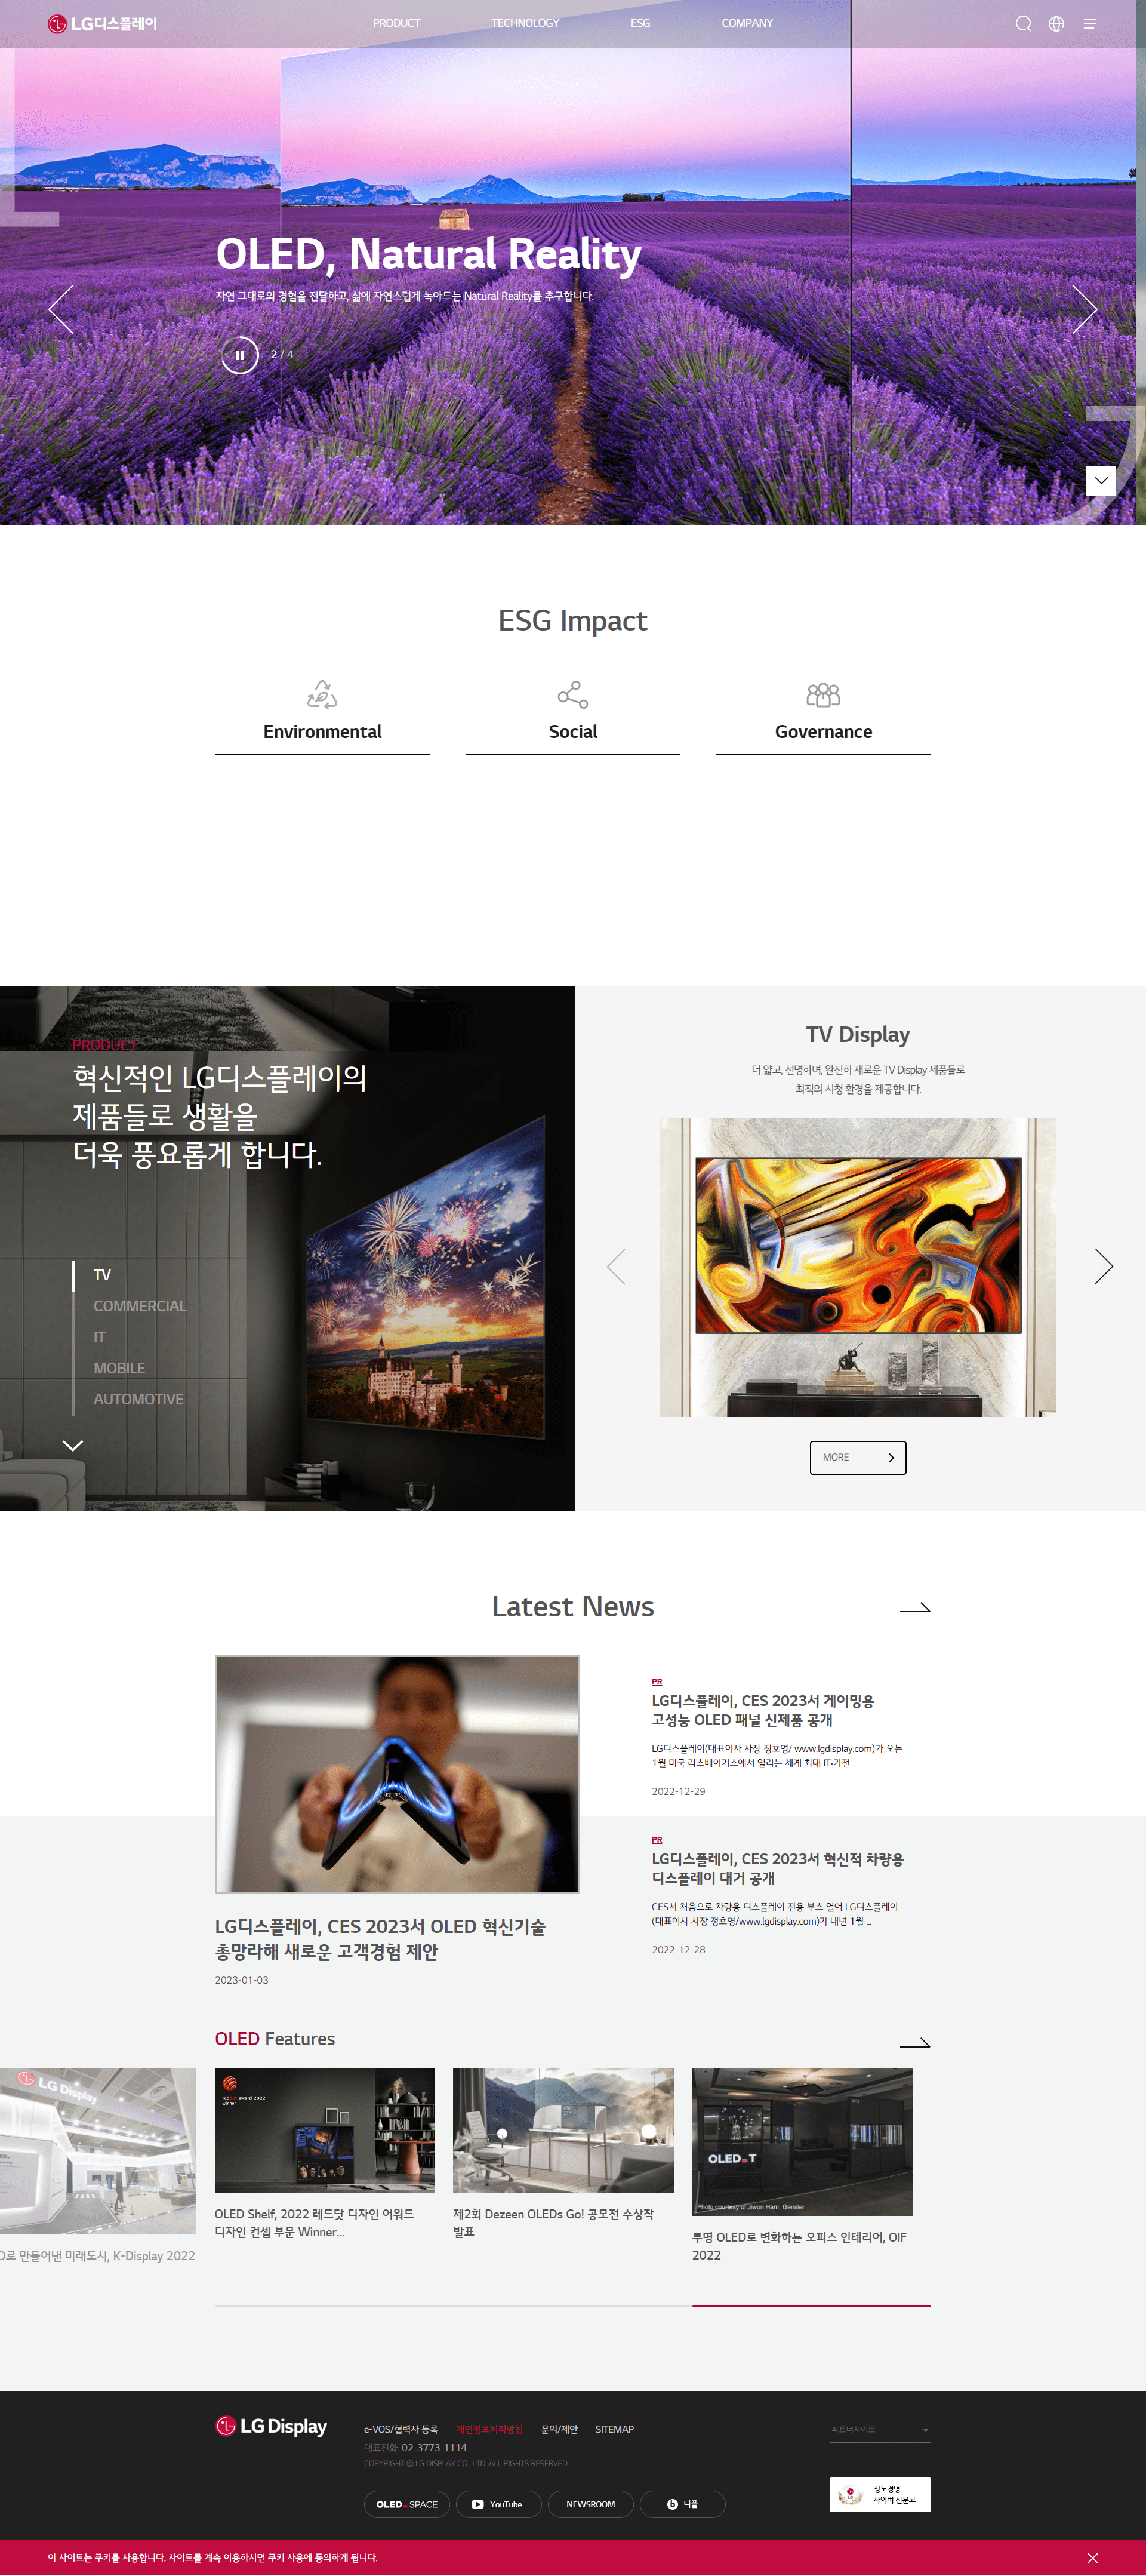 LG디스플레이
PRODUCT
TECHNOLOGY
ESG
COMPANY
OLED, Natural Reality
자연 그대로의 경험을 전달하고, 삶에 자연스럽게 녹아드는 Natural Reality를 추구합니다.
2 / 4
ESG Impact
Environmental
Social
Governance
PRODUCT
혁신적인 LG디스플레이의
제품들로 생활을
더욱 풍요롭게 합니다.
TV
COMMERCIAL
IT
MOBILE
AUTOMOTIVE
TV Display
더 얇고, 선명하며, 완전히 새로운 TV Display 제품들로
최적의 시청 환경을 제공합니다.
MORE
Latest News
LG디스플레이, CES 2023서 OLED 혁신기술
총망라해 새로운 고객경험 제안
2023-01-03
PR
LG디스플레이, CES 2023서 게이밍용
고성능 OLED 패널 신제품 공개
LG디스플레이(대표이사 사장 정호영/ www.lgdisplay.com)가 오는
1월 미국 라스베이거스에서 열리는 세계 최대 IT·가전 ...
2022-12-29
PR
LG디스플레이, CES 2023서 혁신적 차량용
디스플레이 대거 공개
CES서 처음으로 차량용 디스플레이 전용 부스 열어 LG디스플레이
(대표이사 사장 정호영/www.lgdisplay.com)가 내년 1월 ...
2022-12-28
OLED Features
LG Display
D로 만들어낸 미래도시, K-Display 2022
reddot award 2022
winner
OLED Shelf, 2022 레드닷 디자인 어워드
디자인 컨셉 부문 Winner...
제2회 Dezeen OLEDs Go! 공모전 수상작
발표
OLED T
Photo courtesy of Jiwon Ham, Gensler
투명 OLED로 변화하는 오피스 인테리어, OIF
2022
LG Display
e-VOS/협력사 등록
개인정보처리방침
문의/제안
SITEMAP
대표전화 02-3773-1114
COPYRIGHT ⓒ LG DISPLAY CO., LTD. ALL RIGHTS RESERVED.
파트너사이트
OLED SPACE
YouTube
NEWSROOM
디플
정도경영
사이버 신문고
이 사이트는 쿠키를 사용합니다. 사이트를 계속 이용하시면 쿠키 사용에 동의하게 됩니다.